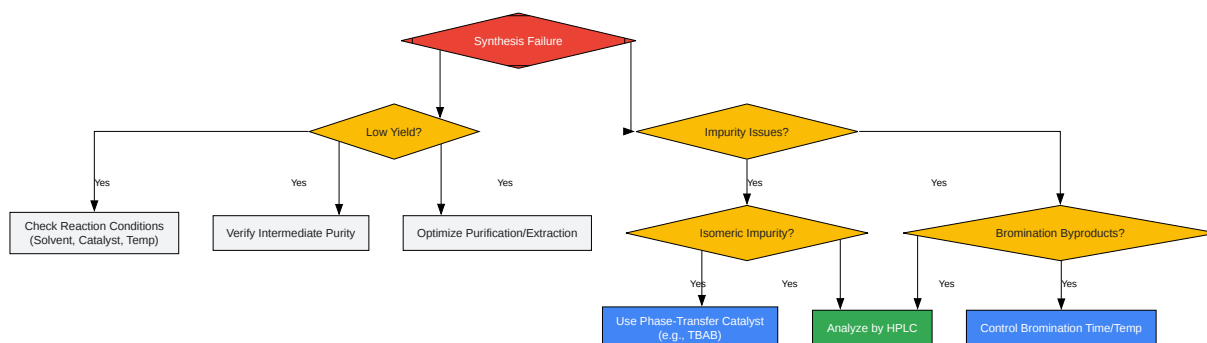 Synthesis Failure
Low Yield?
Impurity Issues?
Yes
Yes
Yes
Yes
Yes
Check Reaction Conditions
(Solvent, Catalyst, Temp)
Verify Intermediate Purity
Optimize Purification/Extraction
Isomeric Impurity?
Bromination Byproducts?
Yes
Yes
Yes
Yes
Use Phase-Transfer Catalyst
(e.g., TBAB)
Analyze by HPLC
Control Bromination Time/Temp